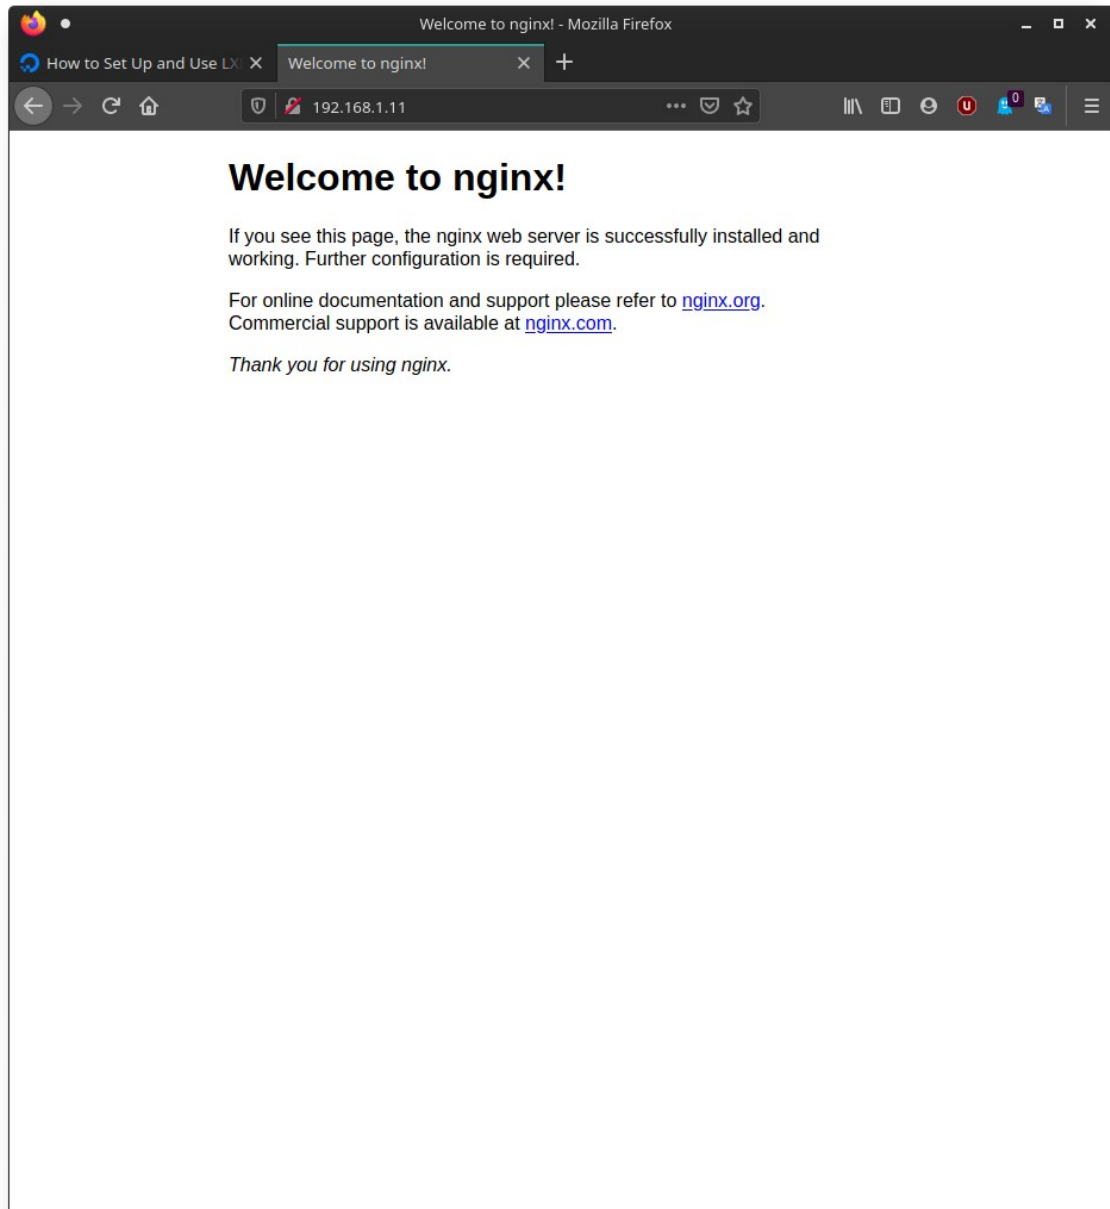 Welcome to nginx! - Mozilla Firefox
How to Set Up and Use LX
Welcome to nginx!
192.168.1.11
0
Welcome to nginx!
If you see this page, the nginx web server is successfully installed and
working. Further configuration is required.
For online documentation and support please refer to nginx.org.
Commercial support is available at nginx.com.
Thank you for using nginx.